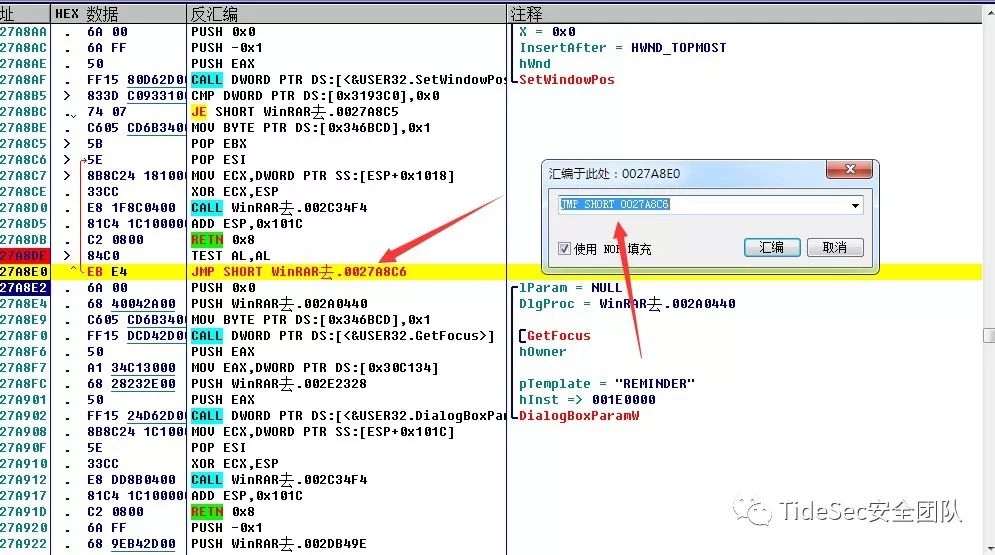 址 HEX 数据 反汇编 注释
27A8AA . 6A 00 PUSH 0x0 X = 0x0
27A8AC . 6A FF PUSH -0x1 InsertAfter = HWND_TOPMOST
27A8AE . 50 PUSH EAX hWnd
27A8AF . FF15 80D62D00 CALL DWORD PTR DS:[<&USER32.SetWindowPos SetWindowPos
27A8B5 > 833D C0933100 CMP DWORD PTR DS:[0x3193C0],0x0
27A8BC . 74 07 JE SHORT WinRAR去.0027A8C5
27A8BE . C605 CD6B3400 MOV BYTE PTR DS:[0x346BCD],0x1
27A8C5 > 5B POP EBX
27A8C6 > 5E POP ESI
27A8C7 > 8B8C24 181000 MOV ECX,DWORD PTR SS:[ESP+0x1018]
27A8CE . 33CC XOR ECX,ESP
27A8D0 . E8 1F8C0400 CALL WinRAR去.002C34F4
27A8D5 . 81C4 1C100000 ADD ESP,0x101C
27A8DB . C2 0800 RETN 0x8
27A8DE > 84C0 TEST AL,AL
27A8E0 ^ EB E4 JMP SHORT WinRAR去.0027A8C6
27A8E2 . 6A 00 PUSH 0x0 lParam = NULL
27A8E4 . 68 40042A00 PUSH WinRAR去.002A0440 DlgProc = WinRAR去.002A0440
27A8E9 . C605 CD6B3400 MOV BYTE PTR DS:[0x346BCD],0x1
27A8F0 . FF15 DCD42D00 CALL DWORD PTR DS:[<&USER32.GetFocus>] GetFocus
27A8F6 . 50 PUSH EAX hOwner
27A8F7 . A1 34C13000 MOV EAX,DWORD PTR DS:[0x30C134]
27A8FC . 68 28232E00 PUSH WinRAR去.002E2328 pTemplate = "REMINDER"
27A901 . 50 PUSH EAX hInst => 001E0000
27A902 . FF15 24D62D00 CALL DWORD PTR DS:[<&USER32.DialogBoxPar DialogBoxParamW
27A908 . 8B8C24 1C1000 MOV ECX,DWORD PTR SS:[ESP+0x101C]
27A90F . 5E POP ESI
27A910 . 33CC XOR ECX,ESP
27A912 . E8 DD8B0400 CALL WinRAR去.002C34F4
27A917 . 81C4 1C100000 ADD ESP,0x101C
27A91D . C2 0800 RETN 0x8
27A920 . 6A FF PUSH -0x1
27A922 . 68 9EB42D00 PUSH WinRAR去.002DB49E
汇编于此处：0027A8E0
JMP SHORT 0027A8C6
使用 NOP 填充 汇编 取消
TideSec安全团队